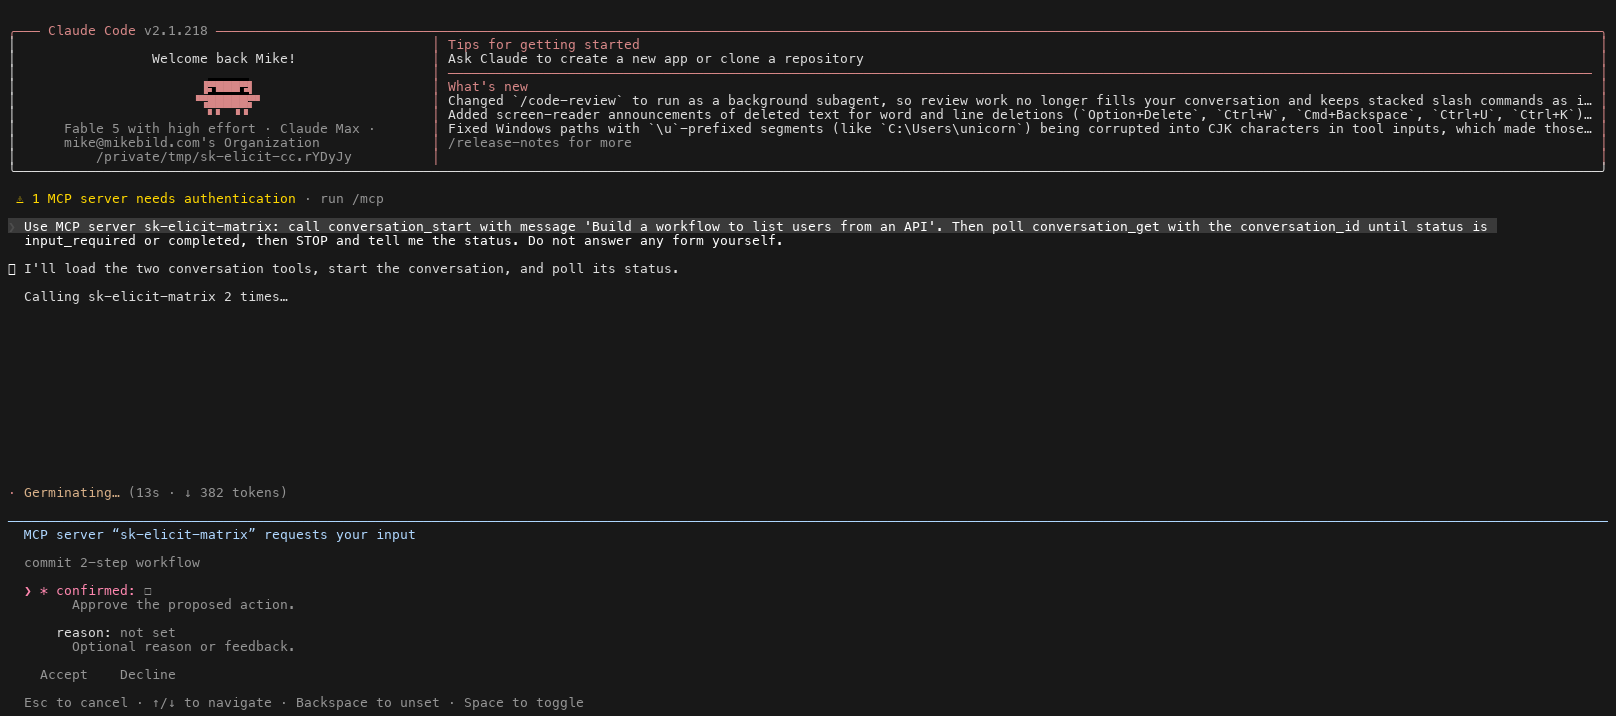 Claude Code v2.1.218
Welcome back Mike!
Fable 5 with high effort · Claude Max ·
mike@mikebild.com's Organization
/private/tmp/sk-elicit-cc.rYDyJy
Tips for getting started
Ask Claude to create a new app or clone a repository
What's new
Changed `/code-review` to run as a background subagent, so review work no longer fills your conversation and keeps stacked slash commands as i…
Added screen-reader announcements of deleted text for word and line deletions (`Option+Delete`, `Ctrl+W`, `Cmd+Backspace`, `Ctrl+U`, `Ctrl+K`)…
Fixed Windows paths with `\u`-prefixed segments (like `C:\Users\unicorn`) being corrupted into CJK characters in tool inputs, which made those…
/release-notes for more
⚠ 1 MCP server needs authentication · run /mcp
❯ Use MCP server sk-elicit-matrix: call conversation_start with message 'Build a workflow to list users from an API'. Then poll conversation_get with the conversation_id until status is
input_required or completed, then STOP and tell me the status. Do not answer any form yourself.
I'll load the two conversation tools, start the conversation, and poll its status.
Calling sk-elicit-matrix 2 times…
· Germinating… (13s · ↓ 382 tokens)
MCP server “sk-elicit-matrix” requests your input
commit 2-step workflow
❯ * confirmed: ☐
Approve the proposed action.
reason: not set
Optional reason or feedback.
Accept Decline
Esc to cancel · ↑/↓ to navigate · Backspace to unset · Space to toggle